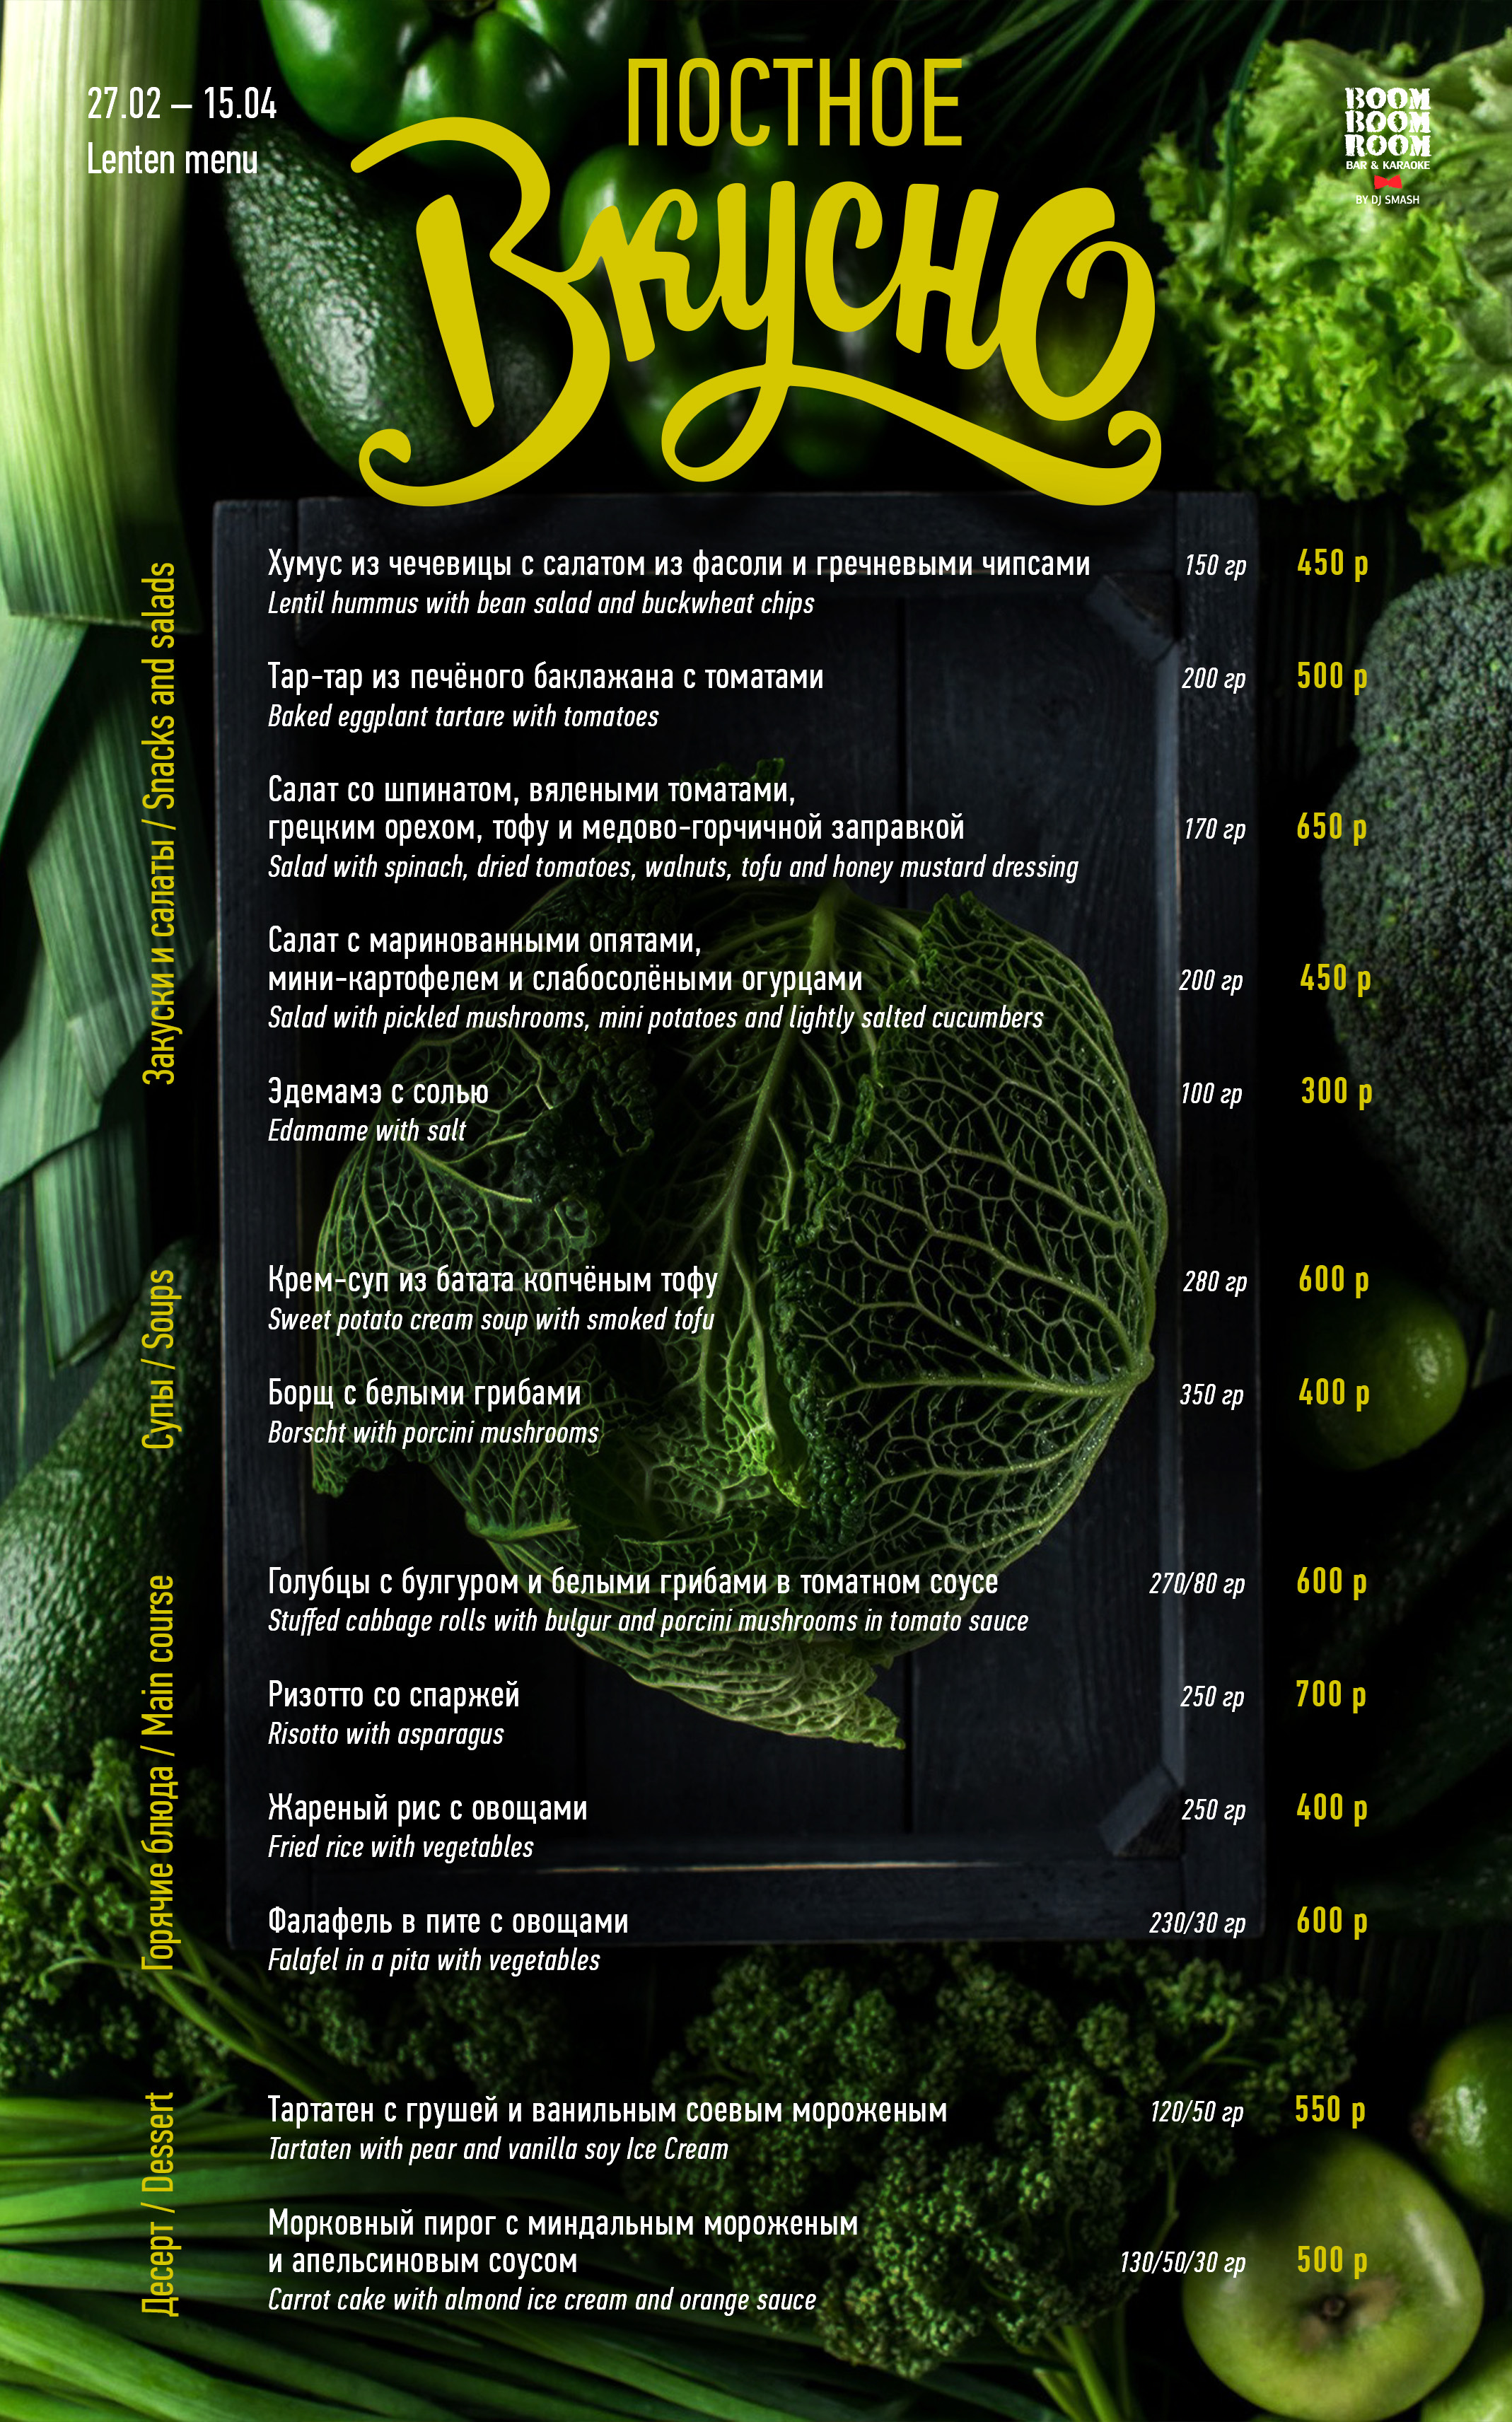 27.02 – 15.04
Lenten menu
ПОСТНОЕ
Вкусно
BOOM
BOOM
ROOM
BAR & KARAOKE
BY DJ SMASH
Закуски и салаты / Snacks and salads
Хумус из чечевицы с салатом из фасоли и гречневыми чипсами 150 гр 450 р
Lentil hummus with bean salad and buckwheat chips
Тар-тар из печёного баклажана с томатами 200 гр 500 р
Baked eggplant tartare with tomatoes
Салат со шпинатом, вялеными томатами,
грецким орехом, тофу и медово-горчичной заправкой 170 гр 650 р
Salad with spinach, dried tomatoes, walnuts, tofu and honey mustard dressing
Салат с маринованными опятами,
мини-картофелем и слабосолёными огурцами 200 гр 450 р
Salad with pickled mushrooms, mini potatoes and lightly salted cucumbers
Эдемамэ с солью 100 гр 300 р
Edamame with salt
Супы / Soups
Крем-суп из батата копчёным тофу 280 гр 600 р
Sweet potato cream soup with smoked tofu
Борщ с белыми грибами 350 гр 400 р
Borscht with porcini mushrooms
Горячие блюда / Main course
Голубцы с булгуром и белыми грибами в томатном соусе 270/80 гр 600 р
Stuffed cabbage rolls with bulgur and porcini mushrooms in tomato sauce
Ризотто со спаржей 250 гр 700 р
Risotto with asparagus
Жареный рис с овощами 250 гр 400 р
Fried rice with vegetables
Фалафель в пите с овощами 230/30 гр 600 р
Falafel in a pita with vegetables
Десерт / Dessert
Тартатен с грушей и ванильным соевым мороженым 120/50 гр 550 р
Tartaten with pear and vanilla soy Ice Cream
Морковный пирог с миндальным мороженым
и апельсиновым соусом 130/50/30 гр 500 р
Carrot cake with almond ice cream and orange sauce